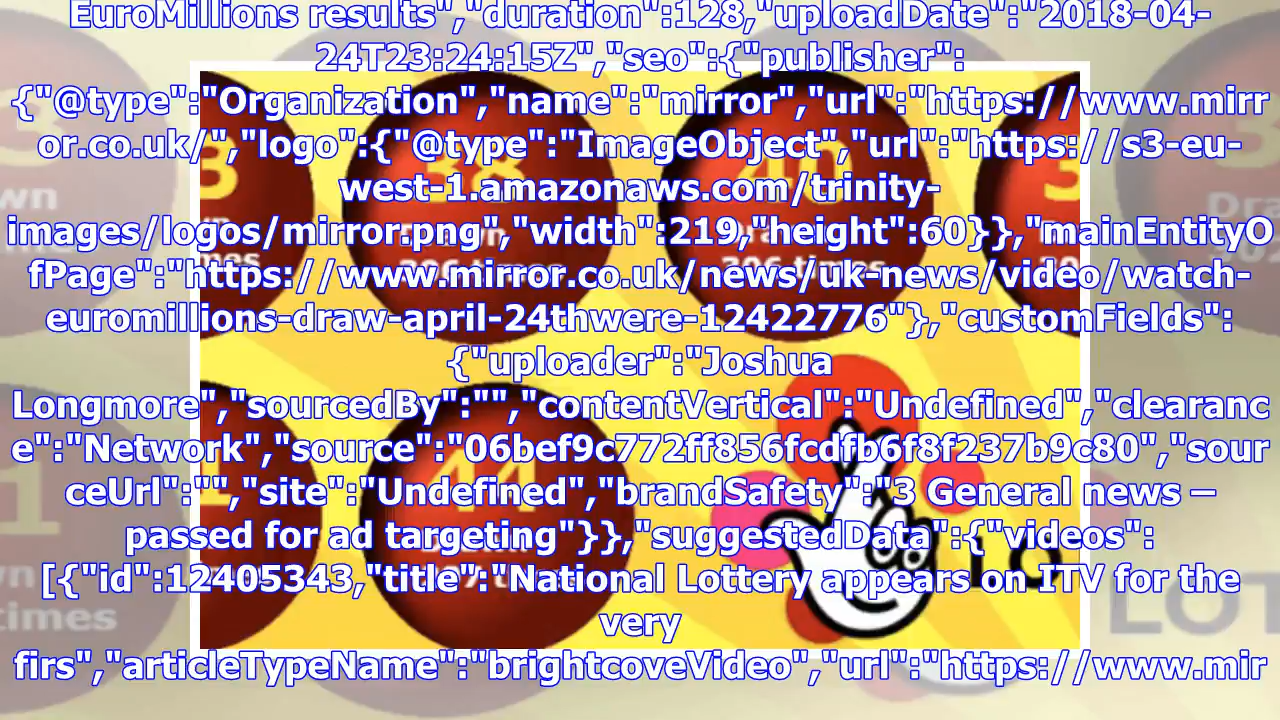 EuroMillions results","duration":128,"uploadDate":"2018-04-
24T23:24:15Z","seo":{"publisher":
{"@type":"Organization","name":"mirror","url":"https://www.mirr
or.co.uk/","logo":{"@type":"ImageObject","url":"https://s3-eu-
west-1.amazonaws.com/trinity-
images/logos/mirror.png","width":219,"height":60}},"mainEntityO
fPage":"https://www.mirror.co.uk/news/uk-news/video/watch-
euromillions-draw-april-24thwere-12422776"},"customFields":
{"uploader":"Joshua
Longmore","sourcedBy":"","contentVertical":"Undefined","clearanc
e":"Network","source":"06bef9c772ff856fcdfb6f8f237b9c80","sour
ceUrl":"","site":"Undefined","brandSafety":"3 General news –
passed for ad targeting"}},"suggestedData":{"videos":
[{"id":12405343,"title":"National Lottery appears on ITV for the
very
firs","articleTypeName":"brightcoveVideo","url":"https://www.mir
38
40
44
times